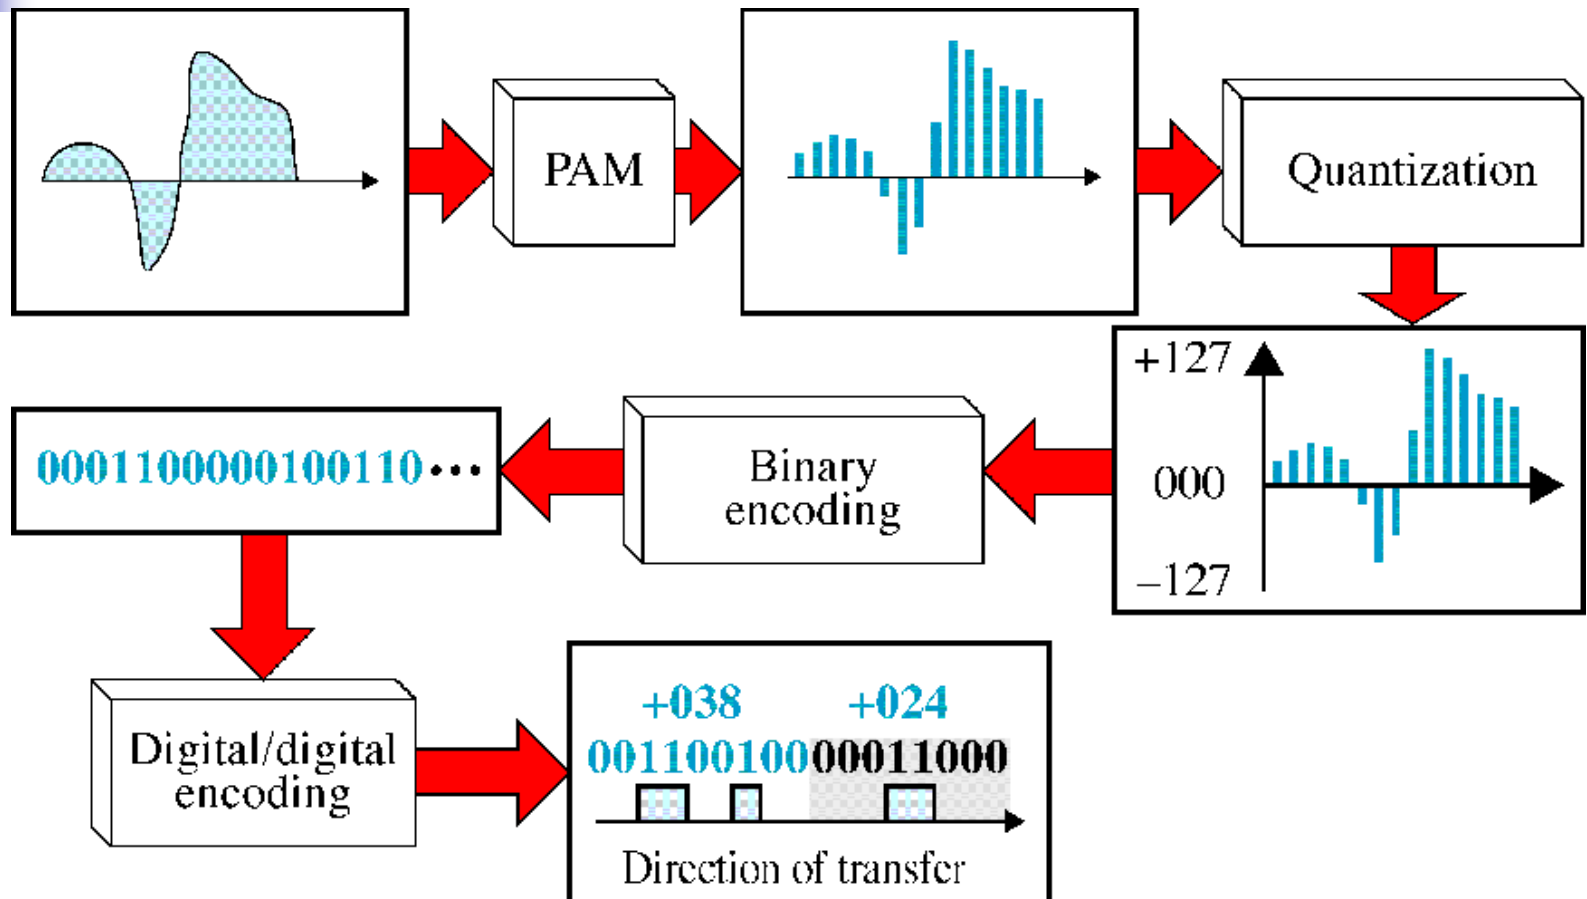 PAM
Quantization
+127
000
−127
Binary
encoding
0001100000100110•••
Digital/digital
encoding
+038 +024
00110010000011000
Direction of transfer